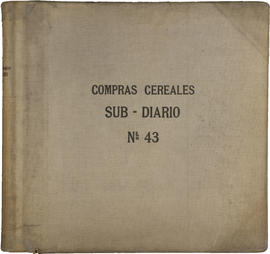 COMPRAS CEREALES
SUB - DIARIO
Nº 43